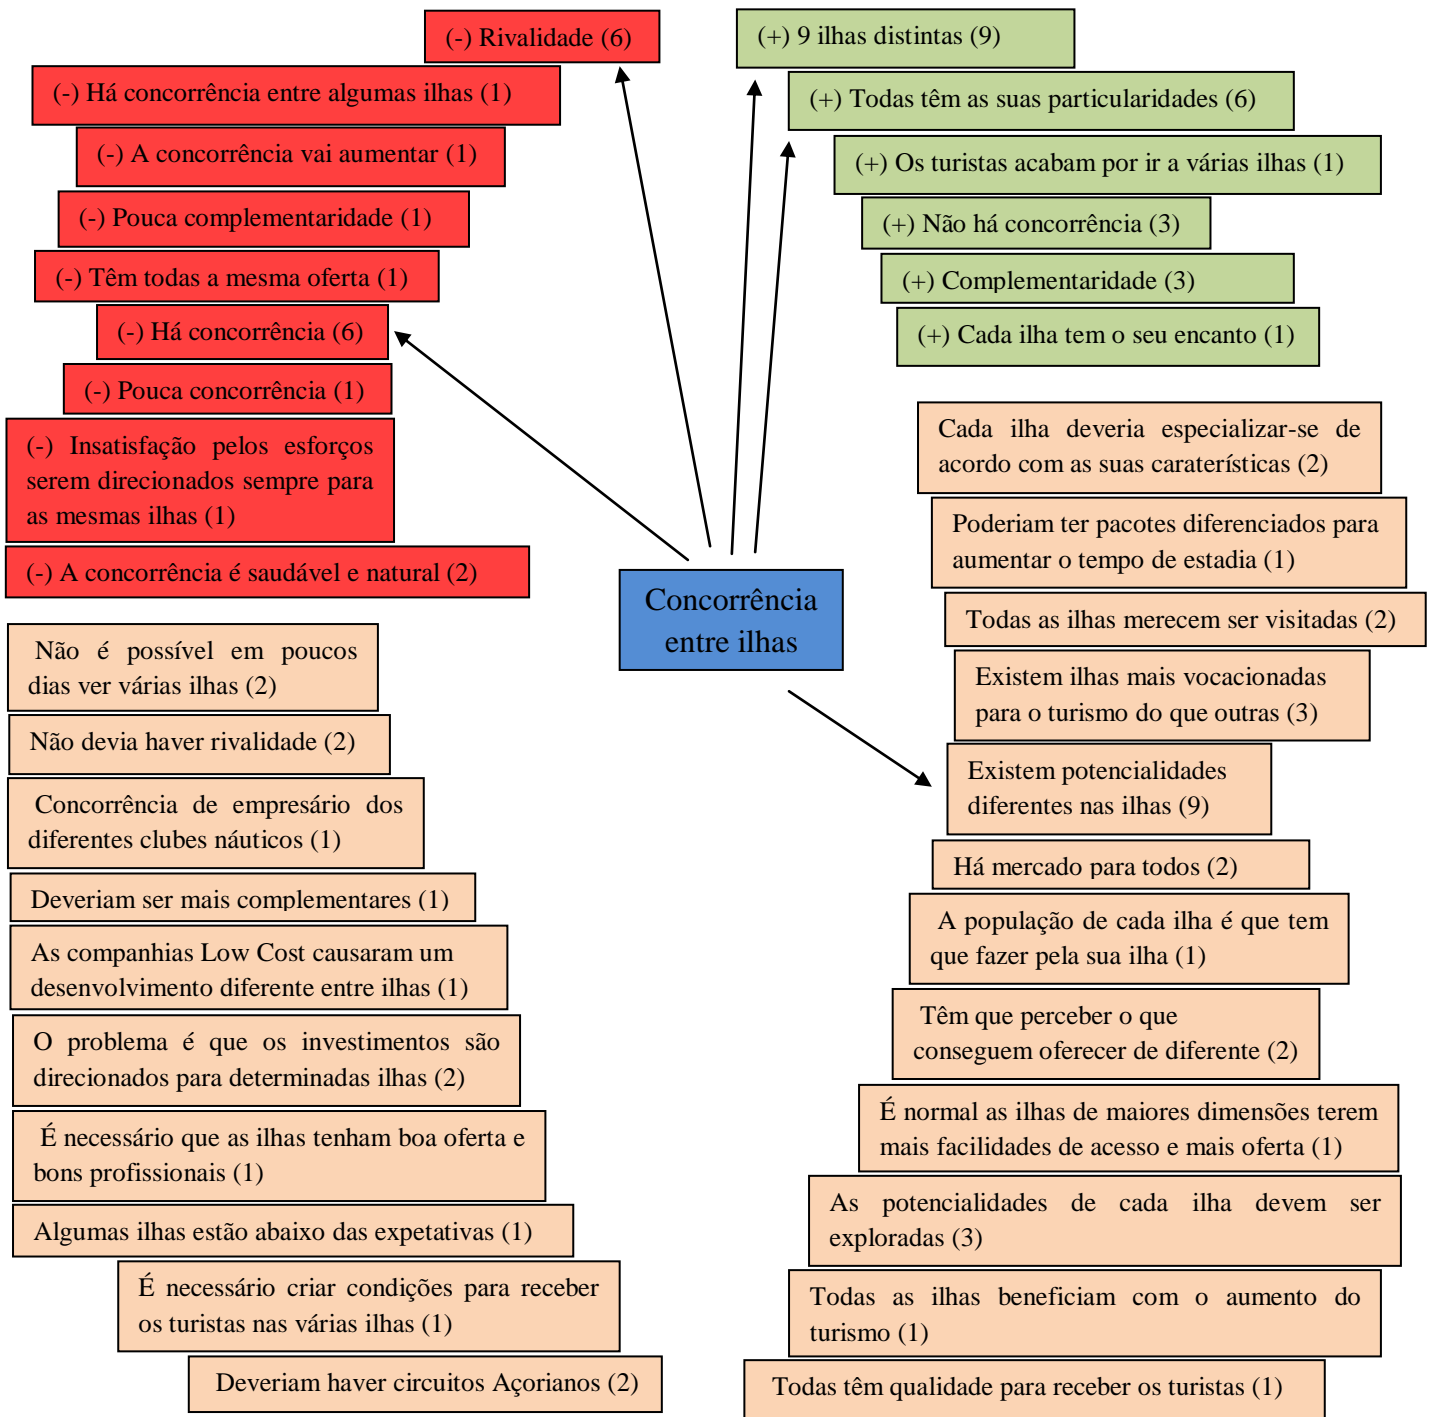 (-) Rivalidade (6)
(-) Há concorrência entre algumas ilhas (1)
(-) A concorrência vai aumentar (1)
(-) Pouca complementaridade (1)
(-) Têm todas a mesma oferta (1)
(-) Há concorrência (6)
(-) Pouca concorrência (1)
(-) Insatisfação pelos esforços
serem direcionados sempre para
as mesmas ilhas (1)
(-) A concorrência é saudável e natural (2)
(+) 9 ilhas distintas (9)
(+) Todas têm as suas particularidades (6)
(+) Os turistas acabam por ir a várias ilhas (1)
(+) Não há concorrência (3)
(+) Complementaridade (3)
(+) Cada ilha tem o seu encanto (1)
Concorrência
entre ilhas
Não é possível em poucos
dias ver várias ilhas (2)
Não devia haver rivalidade (2)
Concorrência de empresário dos
diferentes clubes náuticos (1)
Deveriam ser mais complementares (1)
As companhias Low Cost causaram um
desenvolvimento diferente entre ilhas (1)
O problema é que os investimentos são
direcionados para determinadas ilhas (2)
É necessário que as ilhas tenham boa oferta e
bons profissionais (1)
Algumas ilhas estão abaixo das expetativas (1)
É necessário criar condições para receber
os turistas nas várias ilhas (1)
Deveriam haver circuitos Açorianos (2)
Cada ilha deveria especializar-se de
acordo com as suas caraterísticas (2)
Poderiam ter pacotes diferenciados para
aumentar o tempo de estadia (1)
Todas as ilhas merecem ser visitadas (2)
Existem ilhas mais vocacionadas
para o turismo do que outras (3)
Existem potencialidades
diferentes nas ilhas (9)
Há mercado para todos (2)
A população de cada ilha é que tem
que fazer pela sua ilha (1)
Têm que perceber o que
conseguem oferecer de diferente (2)
É normal as ilhas de maiores dimensões terem
mais facilidades de acesso e mais oferta (1)
As potencialidades de cada ilha devem ser
exploradas (3)
Todas as ilhas beneficiam com o aumento do
turismo (1)
Todas têm qualidade para receber os turistas (1)